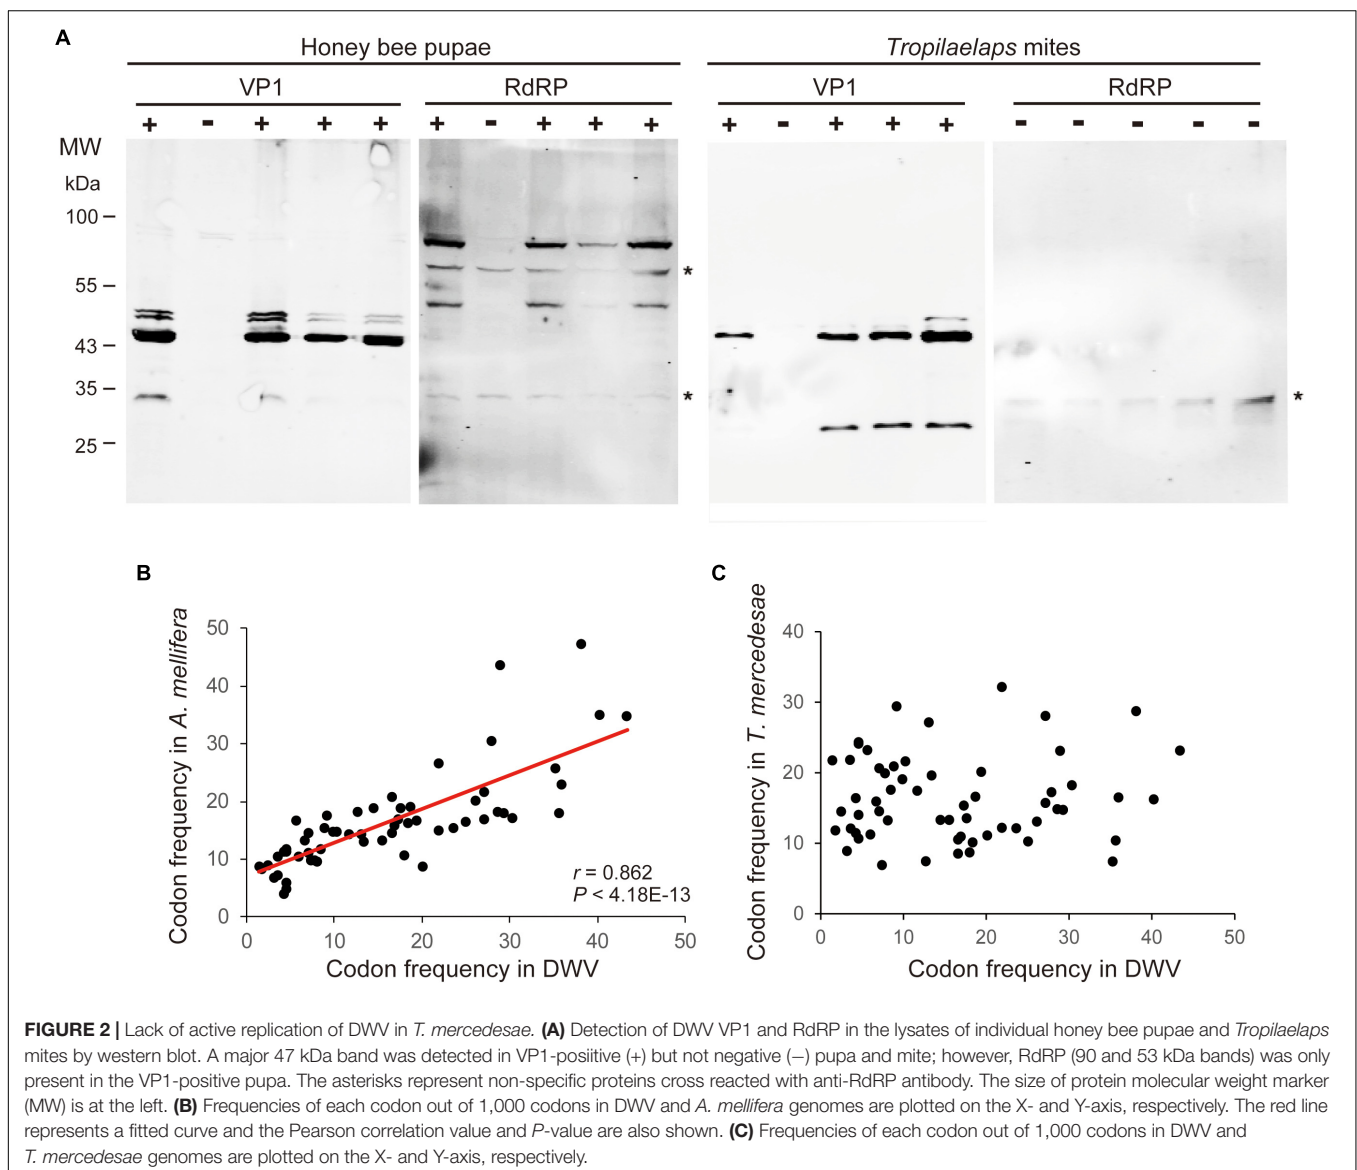 A
Honey bee pupae
Tropilaelaps mites
VP1
RdRP
VP1
RdRP
+ - + + +
+ - + + +
+ - + + +
- - - - -
MW
kDa
100
55
43
35
25
*
*
*
B
Codon frequency in A. mellifera
50
40
30
20
10
0
0 10 20 30 40 50
r = 0.862
P < 4.18E-13
Codon frequency in DWV
C
Codon frequency in T. mercedesae
40
30
20
10
0
0 10 20 30 40 50
Codon frequency in DWV
FIGURE 2 | Lack of active replication of DWV in T. mercedesae. (A) Detection of DWV VP1 and RdRP in the lysates of individual honey bee pupae and Tropilaelaps
mites by western blot. A major 47 kDa band was detected in VP1-posiitive (+) but not negative (−) pupa and mite; however, RdRP (90 and 53 kDa bands) was only
present in the VP1-positive pupa. The asterisks represent non-specific proteins cross reacted with anti-RdRP antibody. The size of protein molecular weight marker
(MW) is at the left. (B) Frequencies of each codon out of 1,000 codons in DWV and A. mellifera genomes are plotted on the X- and Y-axis, respectively. The red line
represents a fitted curve and the Pearson correlation value and P-value are also shown. (C) Frequencies of each codon out of 1,000 codons in DWV and
T. mercedesae genomes are plotted on the X- and Y-axis, respectively.